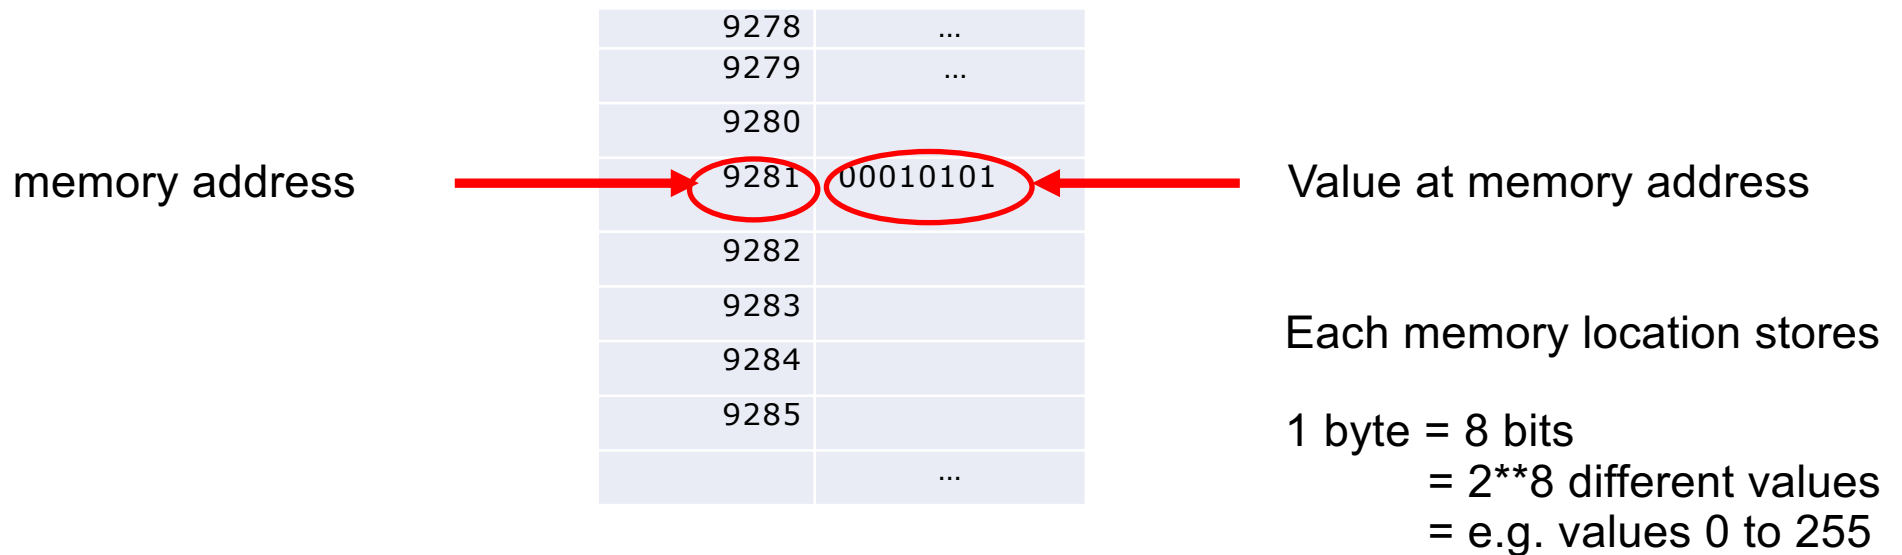 9278 …
9279 …
9280
memory address 9281 00010101 Value at memory address
9282
9283
Each memory location stores
9284
9285
1 byte = 8 bits
…
= 2**8 different values
= e.g. values 0 to 255